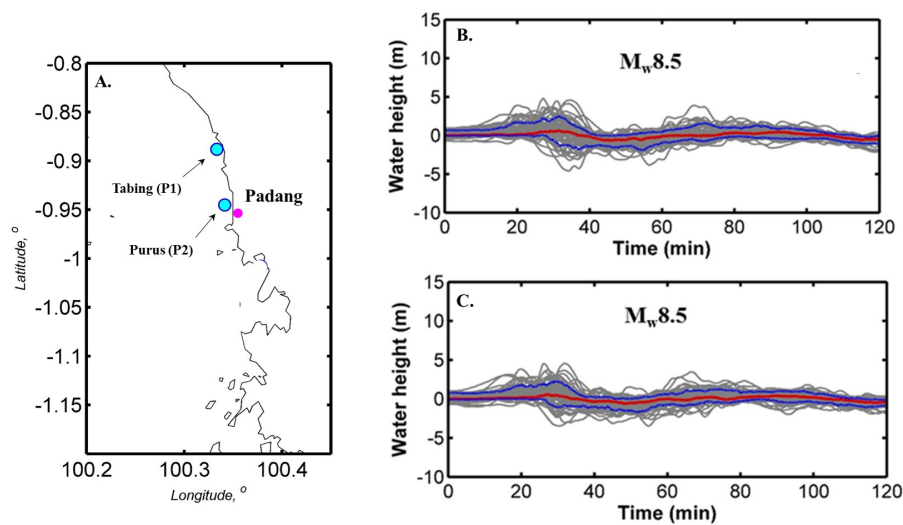 A.
-0.8
-0.85
-0.9
-0.95
-1
-1.05
-1.1
-1.15
100.2
100.3
100.4
Latitude, °
Longitude, °
Tabing (P1)
Padang
Purus (P2)
B.
Mw8.5
15
10
5
0
-5
-10
0
20
40
60
80
100
120
Water height (m)
Time (min)
C.
Mw8.5
15
10
5
0
-5
-10
0
20
40
60
80
100
120
Water height (m)
Time (min)